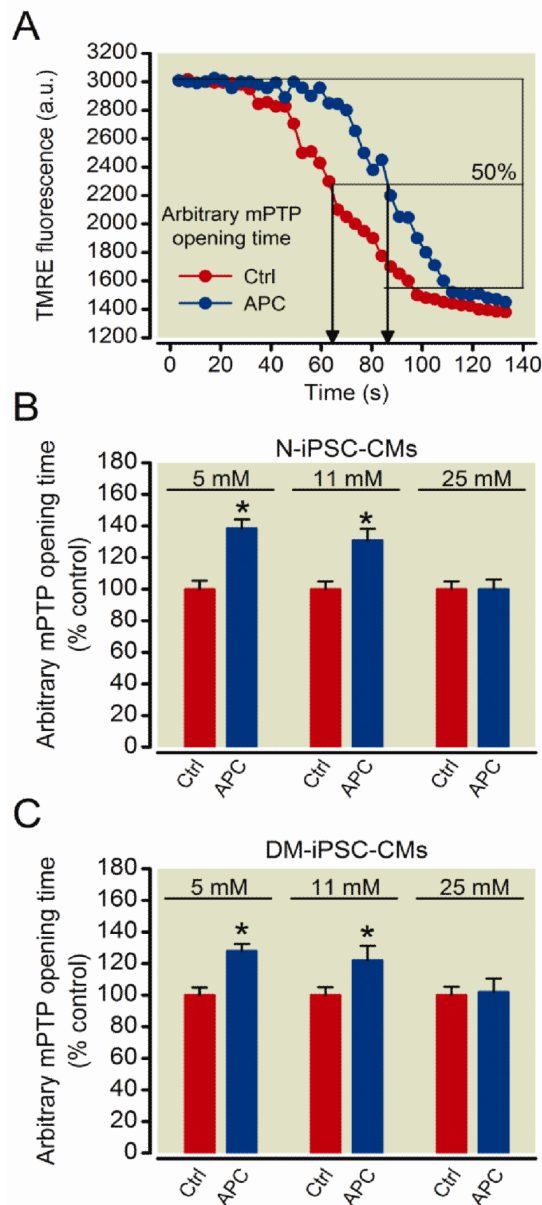 A
TMRE fluorescence (a.u.)
3200
3000
2800
2600
2400
2200
2000
1800
1600
1400
1200
50%
Arbitrary mPTP
opening time
Ctrl
APC
0 20 40 60 80 100 120 140
Time (s)
B
N-iPSC-CMs
Arbitrary mPTP opening time
(% control)
180
160
140
120
100
80
60
40
20
0
5 mM 11 mM 25 mM
* *
Ctrl APC Ctrl APC Ctrl APC
C
DM-iPSC-CMs
Arbitrary mPTP opening time
(% control)
180
160
140
120
100
80
60
40
20
0
5 mM 11 mM 25 mM
* *
Ctrl APC Ctrl APC Ctrl APC